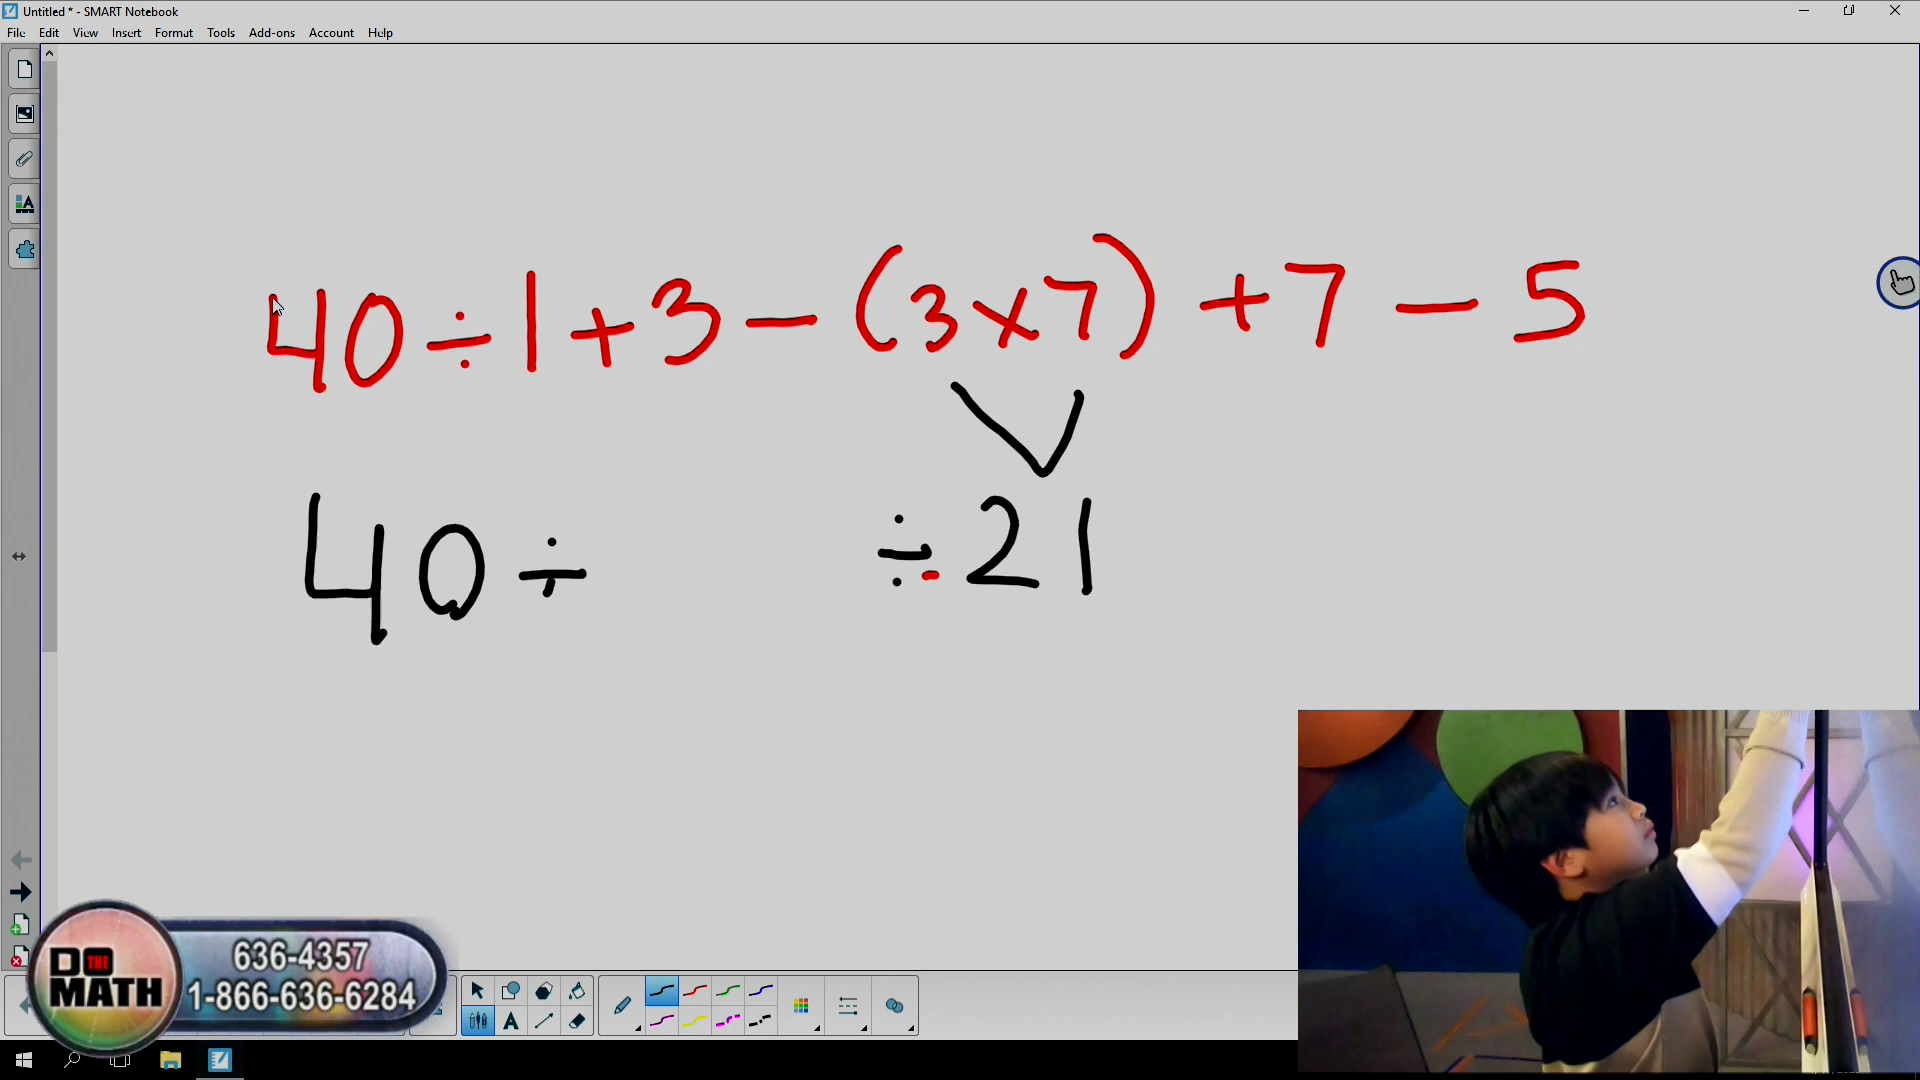 Untitled * - SMART Notebook
File Edit View Insert Format Tools Add-ons Account Help
40 ÷ 1 + 3 - (3 x 7) + 7 - 5
40 ÷ ÷ 21
DO THE MATH
636-4357
1-866-636-6284